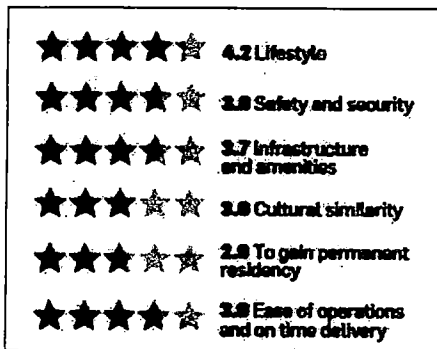 4.2 Lifestyle
Safety and security
3.7 Infrastructure
and amenities
Cultural similarity
To gain permanent
residency
Ease of operations
and on time delivery